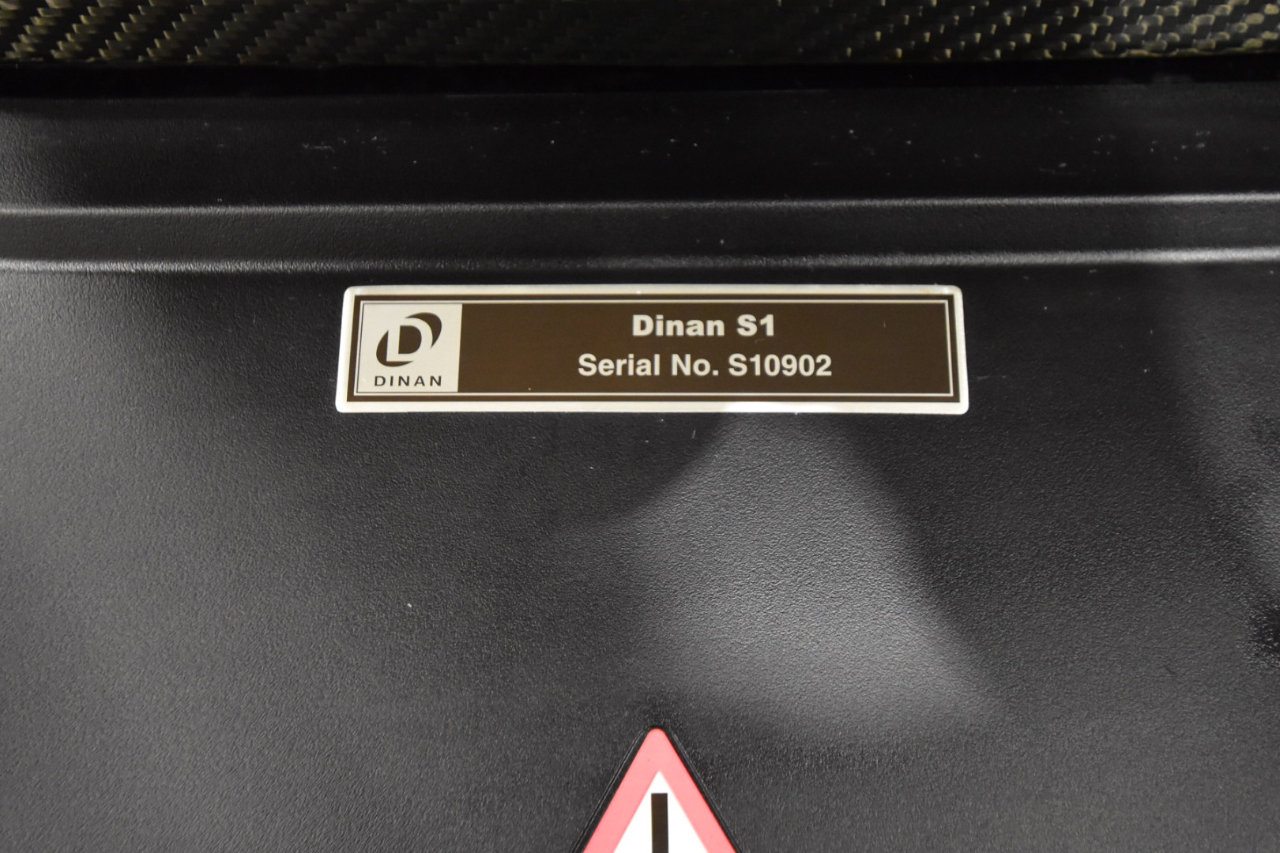 Dinan S1
Serial No. S10902
DINAN